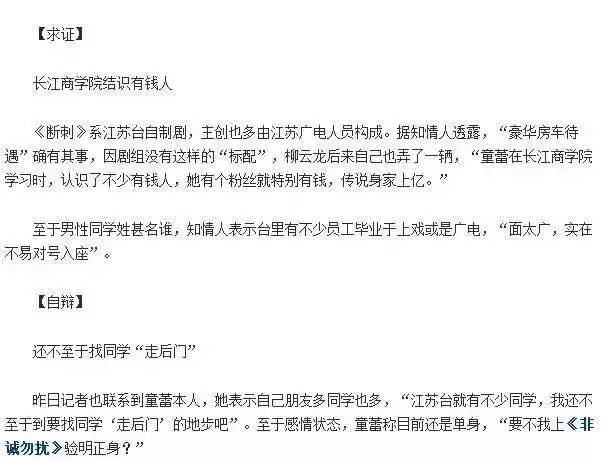 【求证】
长江商学院结识有钱人
《断刺》系江苏台自制剧，主创也多由江苏广电人员构成。据知情人透露，“豪华房车待
遇”确有其事，因剧组没有这样的“标配”，柳云龙后来自己也弄了一辆，“童蕾在长江商学院
学习时，认识了不少有钱人，她有个粉丝就特别有钱，传说身家上亿。”
至于男性同学姓甚名谁，知情人表示台里有不少员工毕业于上戏或是广电，“面太广，实在
不易对号入座”。
【自辩】
还不至于找同学“走后门”
昨日记者也联系到童蕾本人，她表示自己朋友多同学也多，“江苏台就有不少同学，我还不
至于到要找同学‘走后门’的地步吧”。至于感情状态，童蕾称目前还是单身，“要不我上《非
诚勿扰》验明正身？”